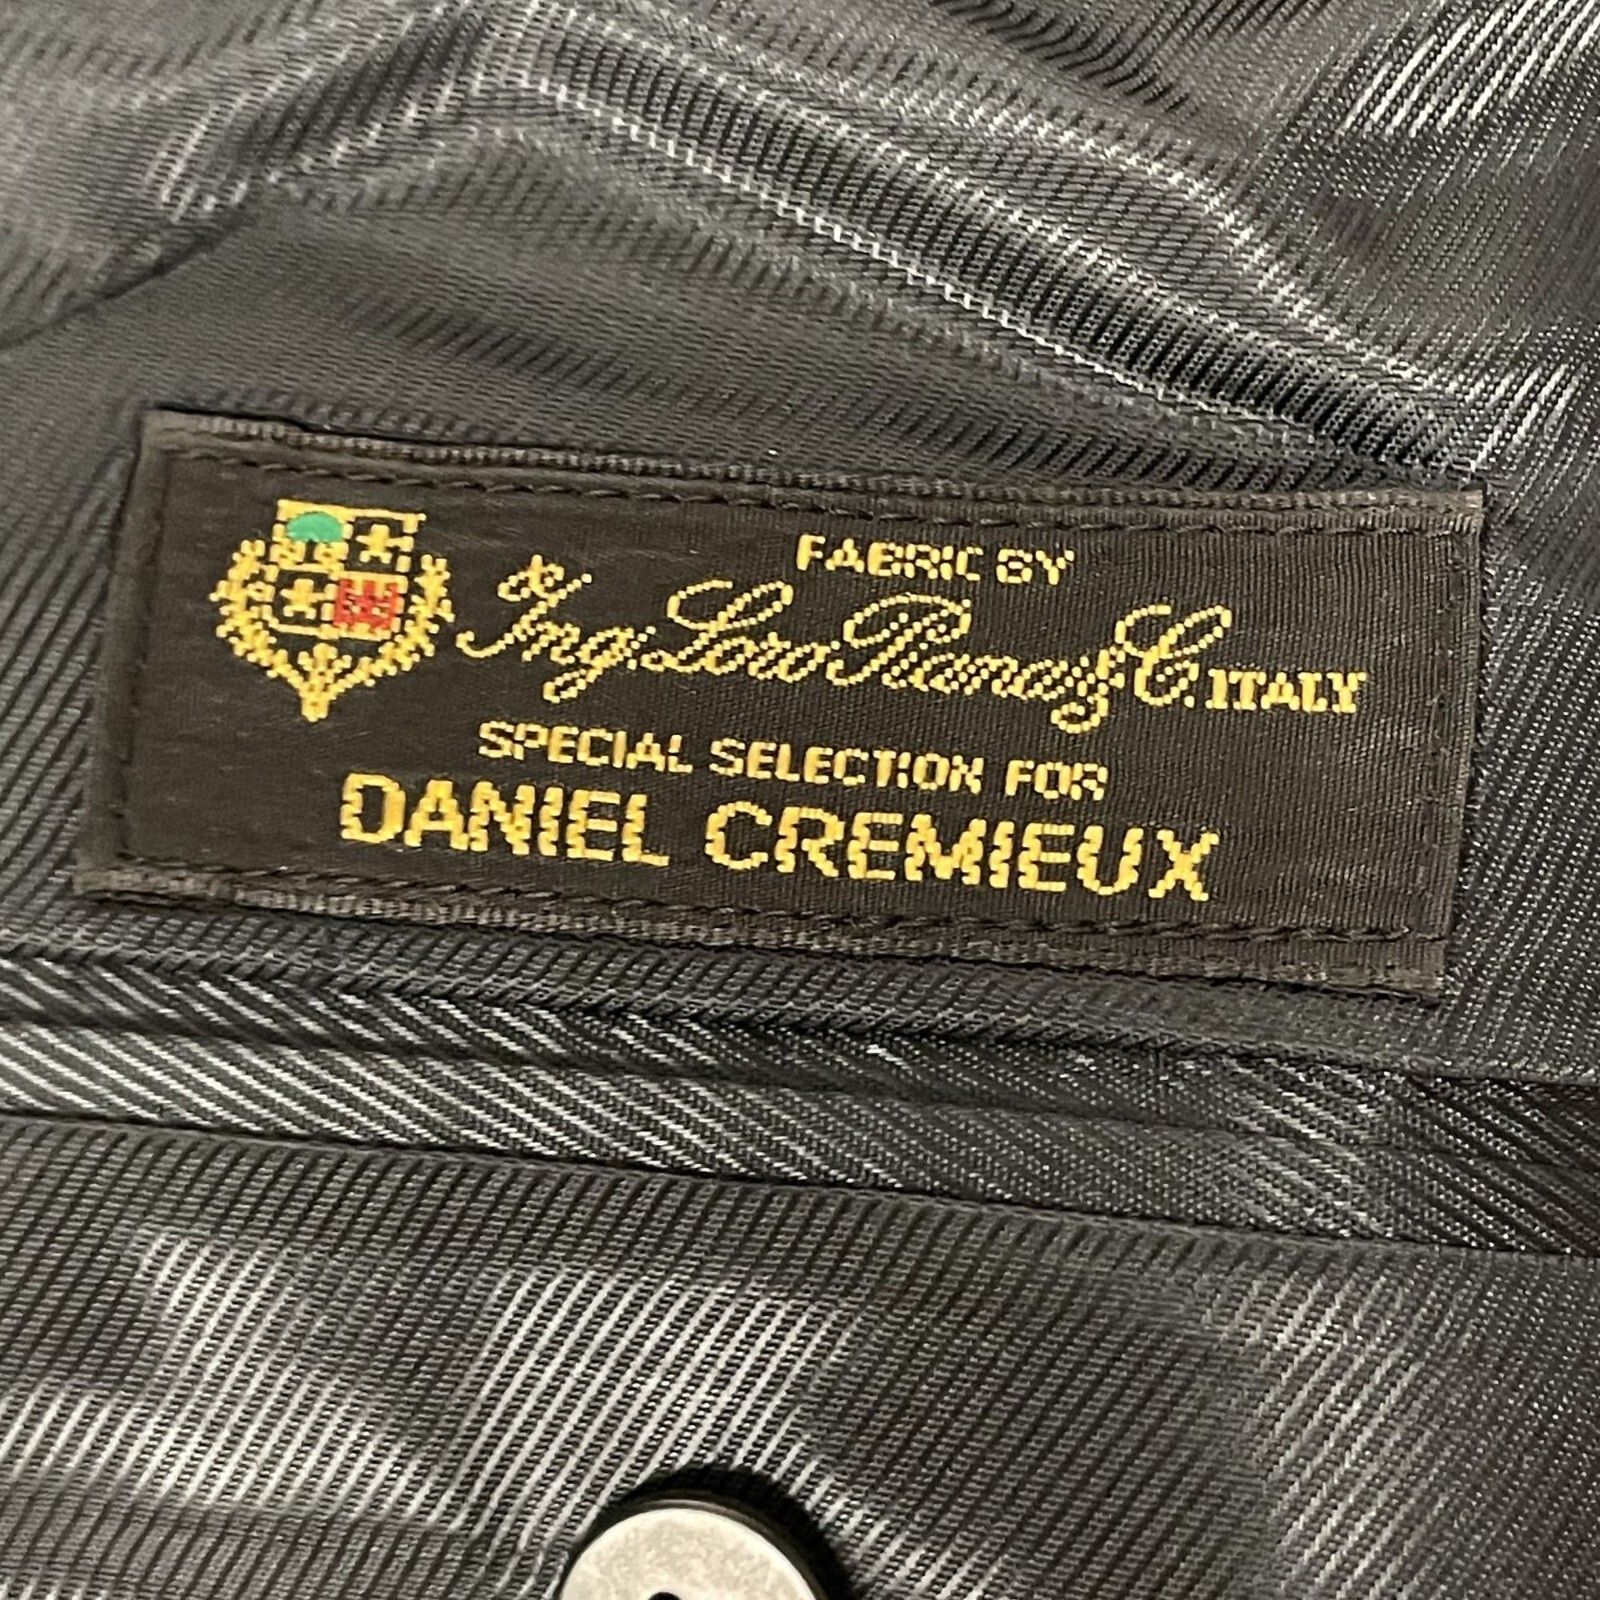 FABRIC BY
Ing. Loro Piana & C. ITALY
SPECIAL SELECTION FOR
DANIEL CREMIEUX